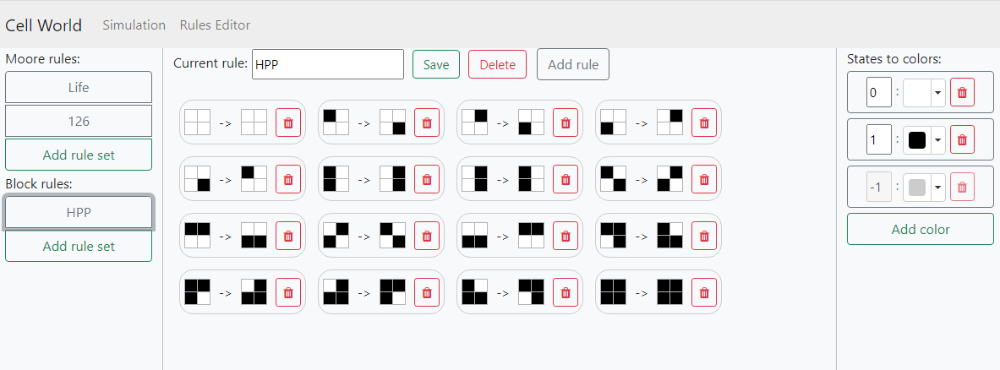 Cell World Simulation Rules Editor
Moore rules:
Life
126
Add rule set
Block rules:
HPP
Add rule set
Current rule: HPP Save Delete Add rule
-> -> -> ->
-> -> -> ->
-> -> -> ->
-> -> -> ->
States to colors:
0 :
1 :
-1 :
Add color